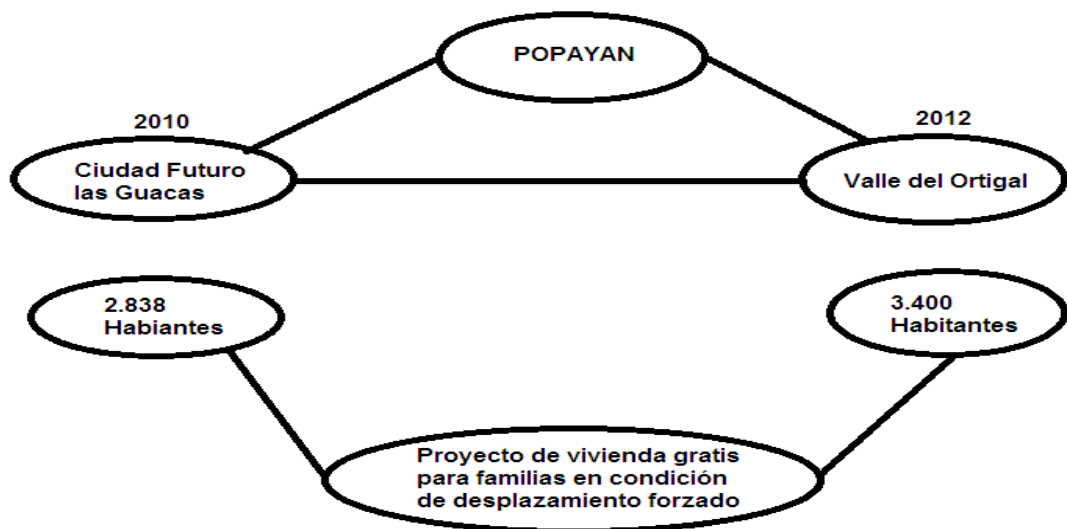 POPAYAN
2010
2012
Ciudad Futuro
las Guacas
Valle del Ortigal
2.838
Habiantes
3.400
Habitantes
Proyecto de vivienda gratis
para familias en condición
de desplazamiento forzado